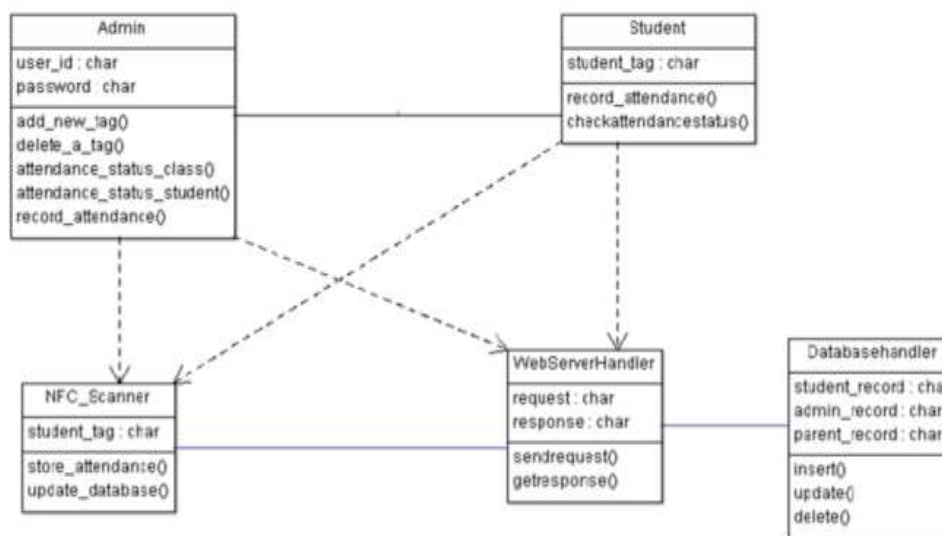 Admin
user_id : char
password : char
add_new_tag()
delete_a_tag()
attendance_status_class()
attendance_status_student()
record_attendance()
Student
student_tag : char
record_attendance()
checkattendancestatus()
NFC_Scanner
student_tag : char
store_attendance()
update_database()
WebServerHandler
request : char
response : char
sendrequest()
getresponse()
Databasehandler
student_record : cha
admin_record : char
parent_record : char
insert()
update()
delete()